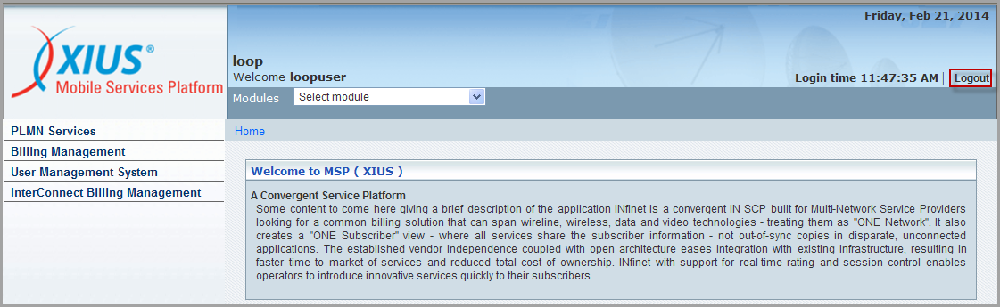 XIUS®
Mobile Services Platform
Friday, Feb 21, 2014
loop
Welcome loopuser
Login time 11:47:35 AM | Logout
Modules Select module
PLMN Services
Billing Management
User Management System
InterConnect Billing Management
Home
Welcome to MSP ( XIUS )
A Convergent Service Platform
Some content to come here giving a brief description of the application INfinet is a convergent IN SCP built for Multi-Network Service Providers
looking for a common billing solution that can span wireline, wireless, data and video technologies - treating them as "ONE Network". It also
creates a "ONE Subscriber" view - where all services share the subscriber information - not out-of-sync copies in disparate, unconnected
applications. The established vendor independence coupled with open architecture eases integration with existing infrastructure, resulting in
faster time to market of services and reduced total cost of ownership. INfinet with support for real-time rating and session control enables
operators to introduce innovative services quickly to their subscribers.